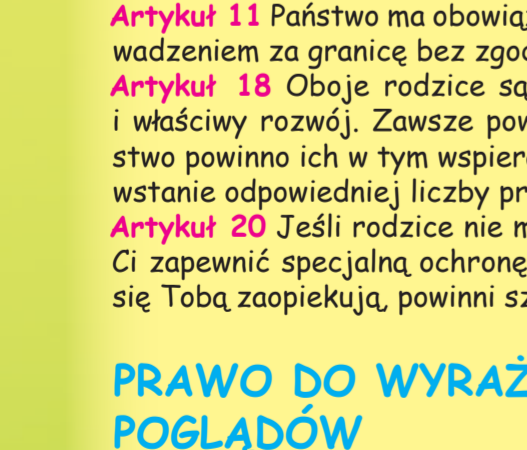 Artykuł 11 Państwo ma obowią
wadzeniem za granicę bez zgo
Artykuł 18 Oboje rodzice są
i właściwy rozwój. Zawsze pow
stwo powinno ich w tym wspier
wstanie odpowiedniej liczby pr
Artykuł 20 Jeśli rodzice nie m
Ci zapewnić specjalną ochronę
się Tobą zaopiekują, powinni sz
PRAWO DO WYRAŻ
POGLĄDÓW